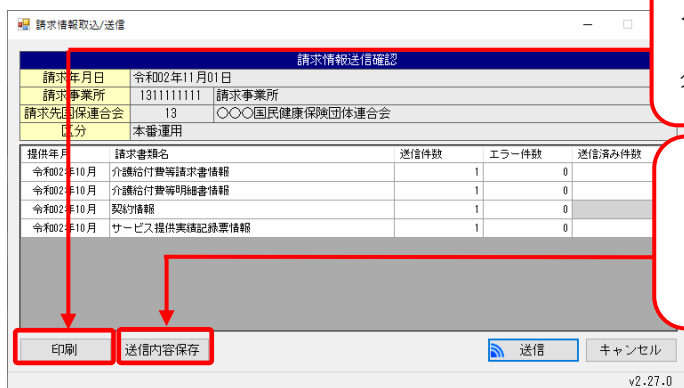 請求情報取込/送信
請求情報送信確認
請求年月日 令和02年11月01日
請求事業所 1311111111 請求事業所
請求先国保連合会 13 〇〇〇国民健康保険団体連合会
区分 本番運用
提供年月 請求書類名 送信件数 エラー件数 送信済み件数
令和02年10月 介護給付費等請求書情報 1 0
令和02年10月 介護給付費等明細書情報 1 0
令和02年10月 契約情報 1 0
令和02年10月 サービス提供実績記録票情報 1 0
印刷 送信内容保存 送信 キャンセル
v2.27.0